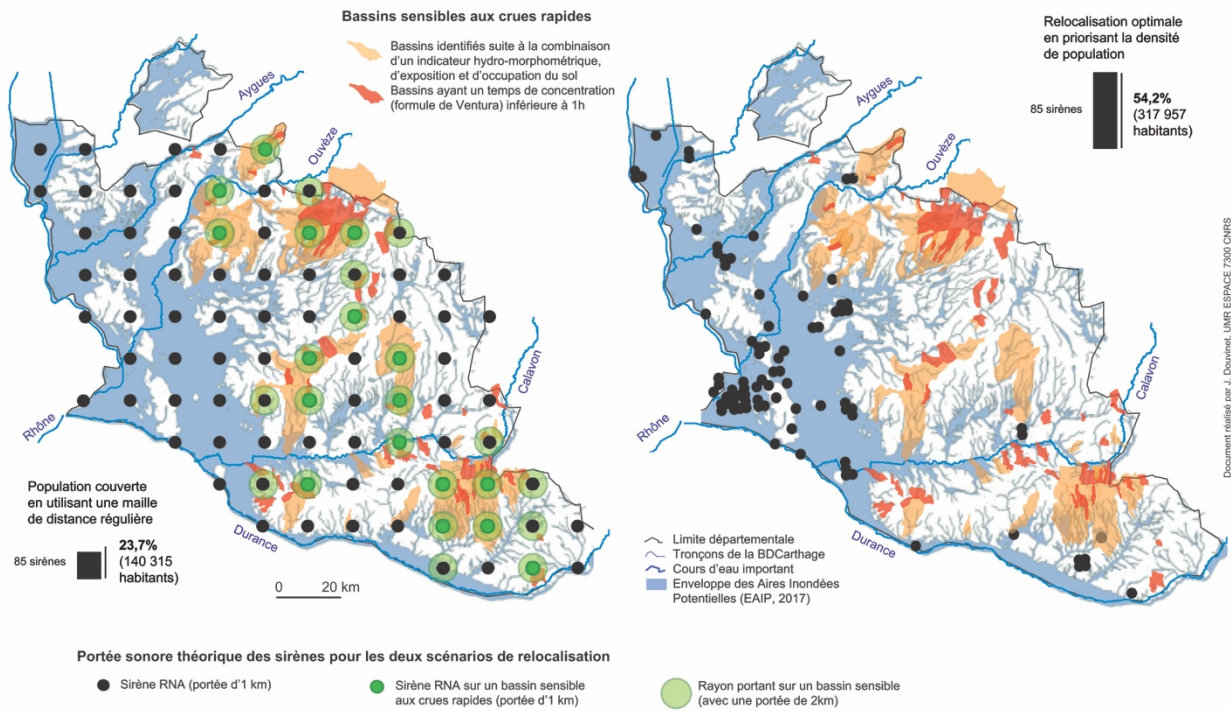 Bassins sensibles aux crues rapides
Bassins identifiés suite à la combinaison
d'un indicateur hydro-morphométrique,
d'exposition et d'occupation du sol
Bassins ayant un temps de concentration
(formule de Ventura) inférieure à 1h
Relocalisation optimale
en priorisant la densité
de population
85 sirènes
54,2%
(317 957
habitants)
Aygues
Ouvèze
Calavon
Rhône
Durance
Population couverte
en utilisant une maille
de distance régulière
85 sirènes
23,7%
(140 315
habitants)
0 20 km
Aygues
Ouvèze
Calavon
Rhône
Durance
Limite départementale
Tronçons de la BDCarthage
Cours d'eau important
Enveloppe des Aires Inondées
Potentielles (EAIP, 2017)
Document réalisé par J. Douvinet, UMR ESPACE 7300 CNRS
Portée sonore théorique des sirènes pour les deux scénarios de relocalisation
Sirène RNA (portée d'1 km)
Sirène RNA sur un bassin sensible
aux crues rapides (portée d'1 km)
Rayon portant sur un bassin sensible
(avec une portée de 2km)